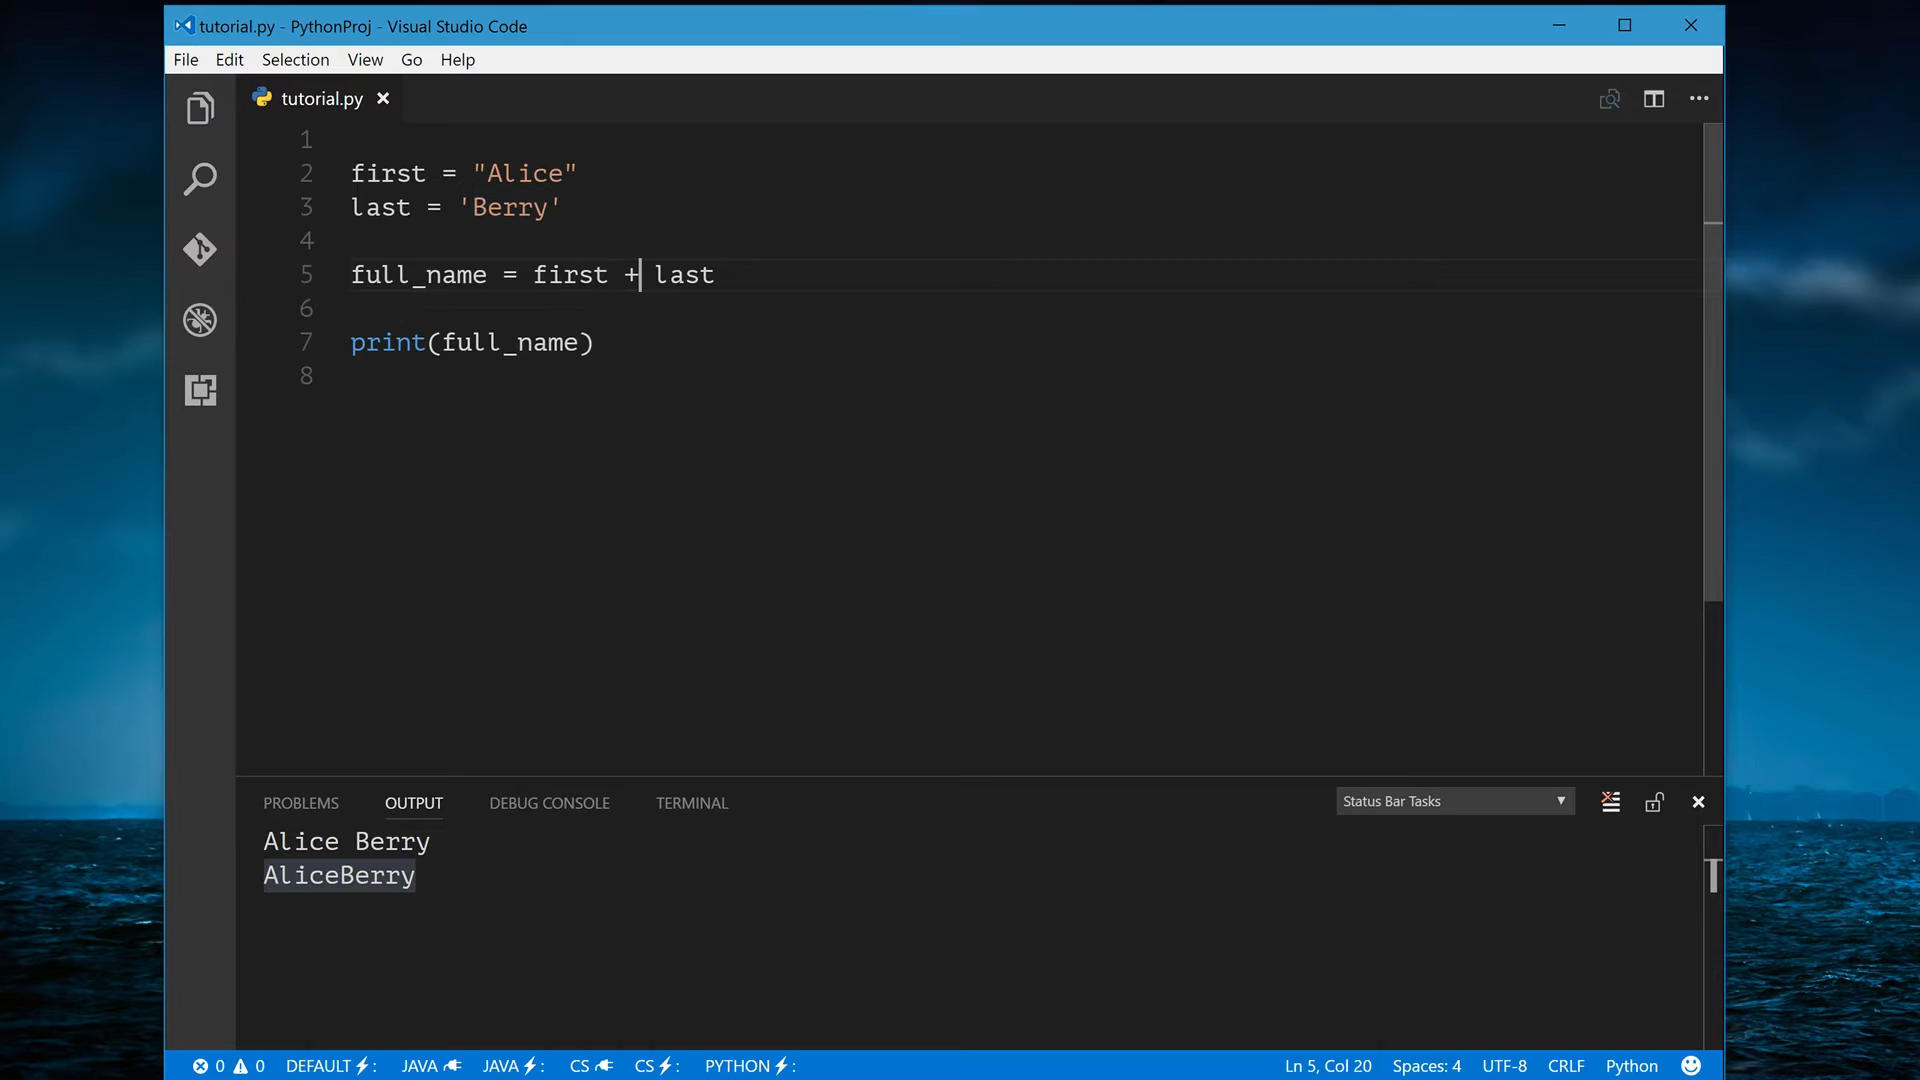 tutorial.py - PythonProj - Visual Studio Code
File Edit Selection View Go Help
tutorial.py
1
2 first = "Alice"
3 last = 'Berry'
4
5 full_name = first + last
6
7 print(full_name)
8
PROBLEMS OUTPUT DEBUG CONSOLE TERMINAL Status Bar Tasks
Alice Berry
AliceBerry
0 0 DEFAULT : JAVA JAVA : CS CS : PYTHON : Ln 5, Col 20 Spaces: 4 UTF-8 CRLF Python